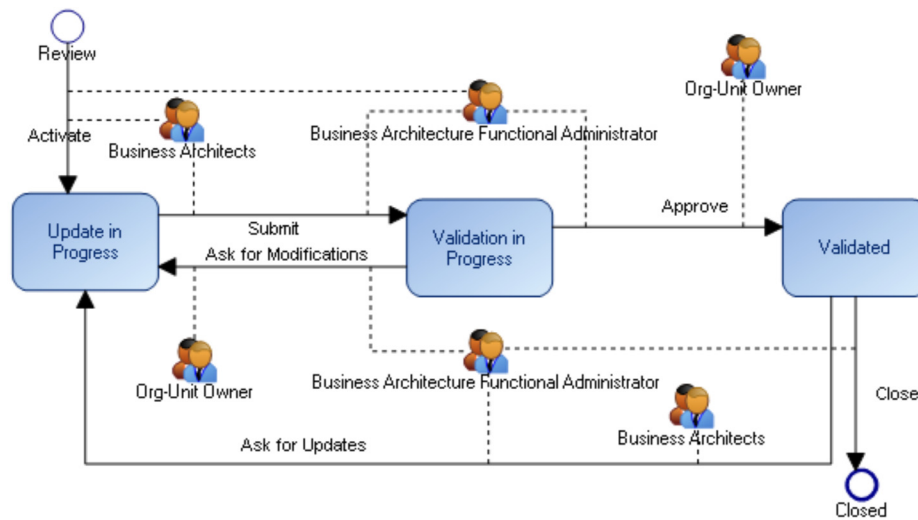 Review
Org-Unit Owner
Activate
Business Architects
Business Architecture Functional Administrator
Approve
Submit
Update in
Progress
Validation in
Progress
Validated
Ask for Modifications
Org-Unit Owner
Business Architecture Functional Administrator
Close
Business Architects
Ask for Updates
Closed